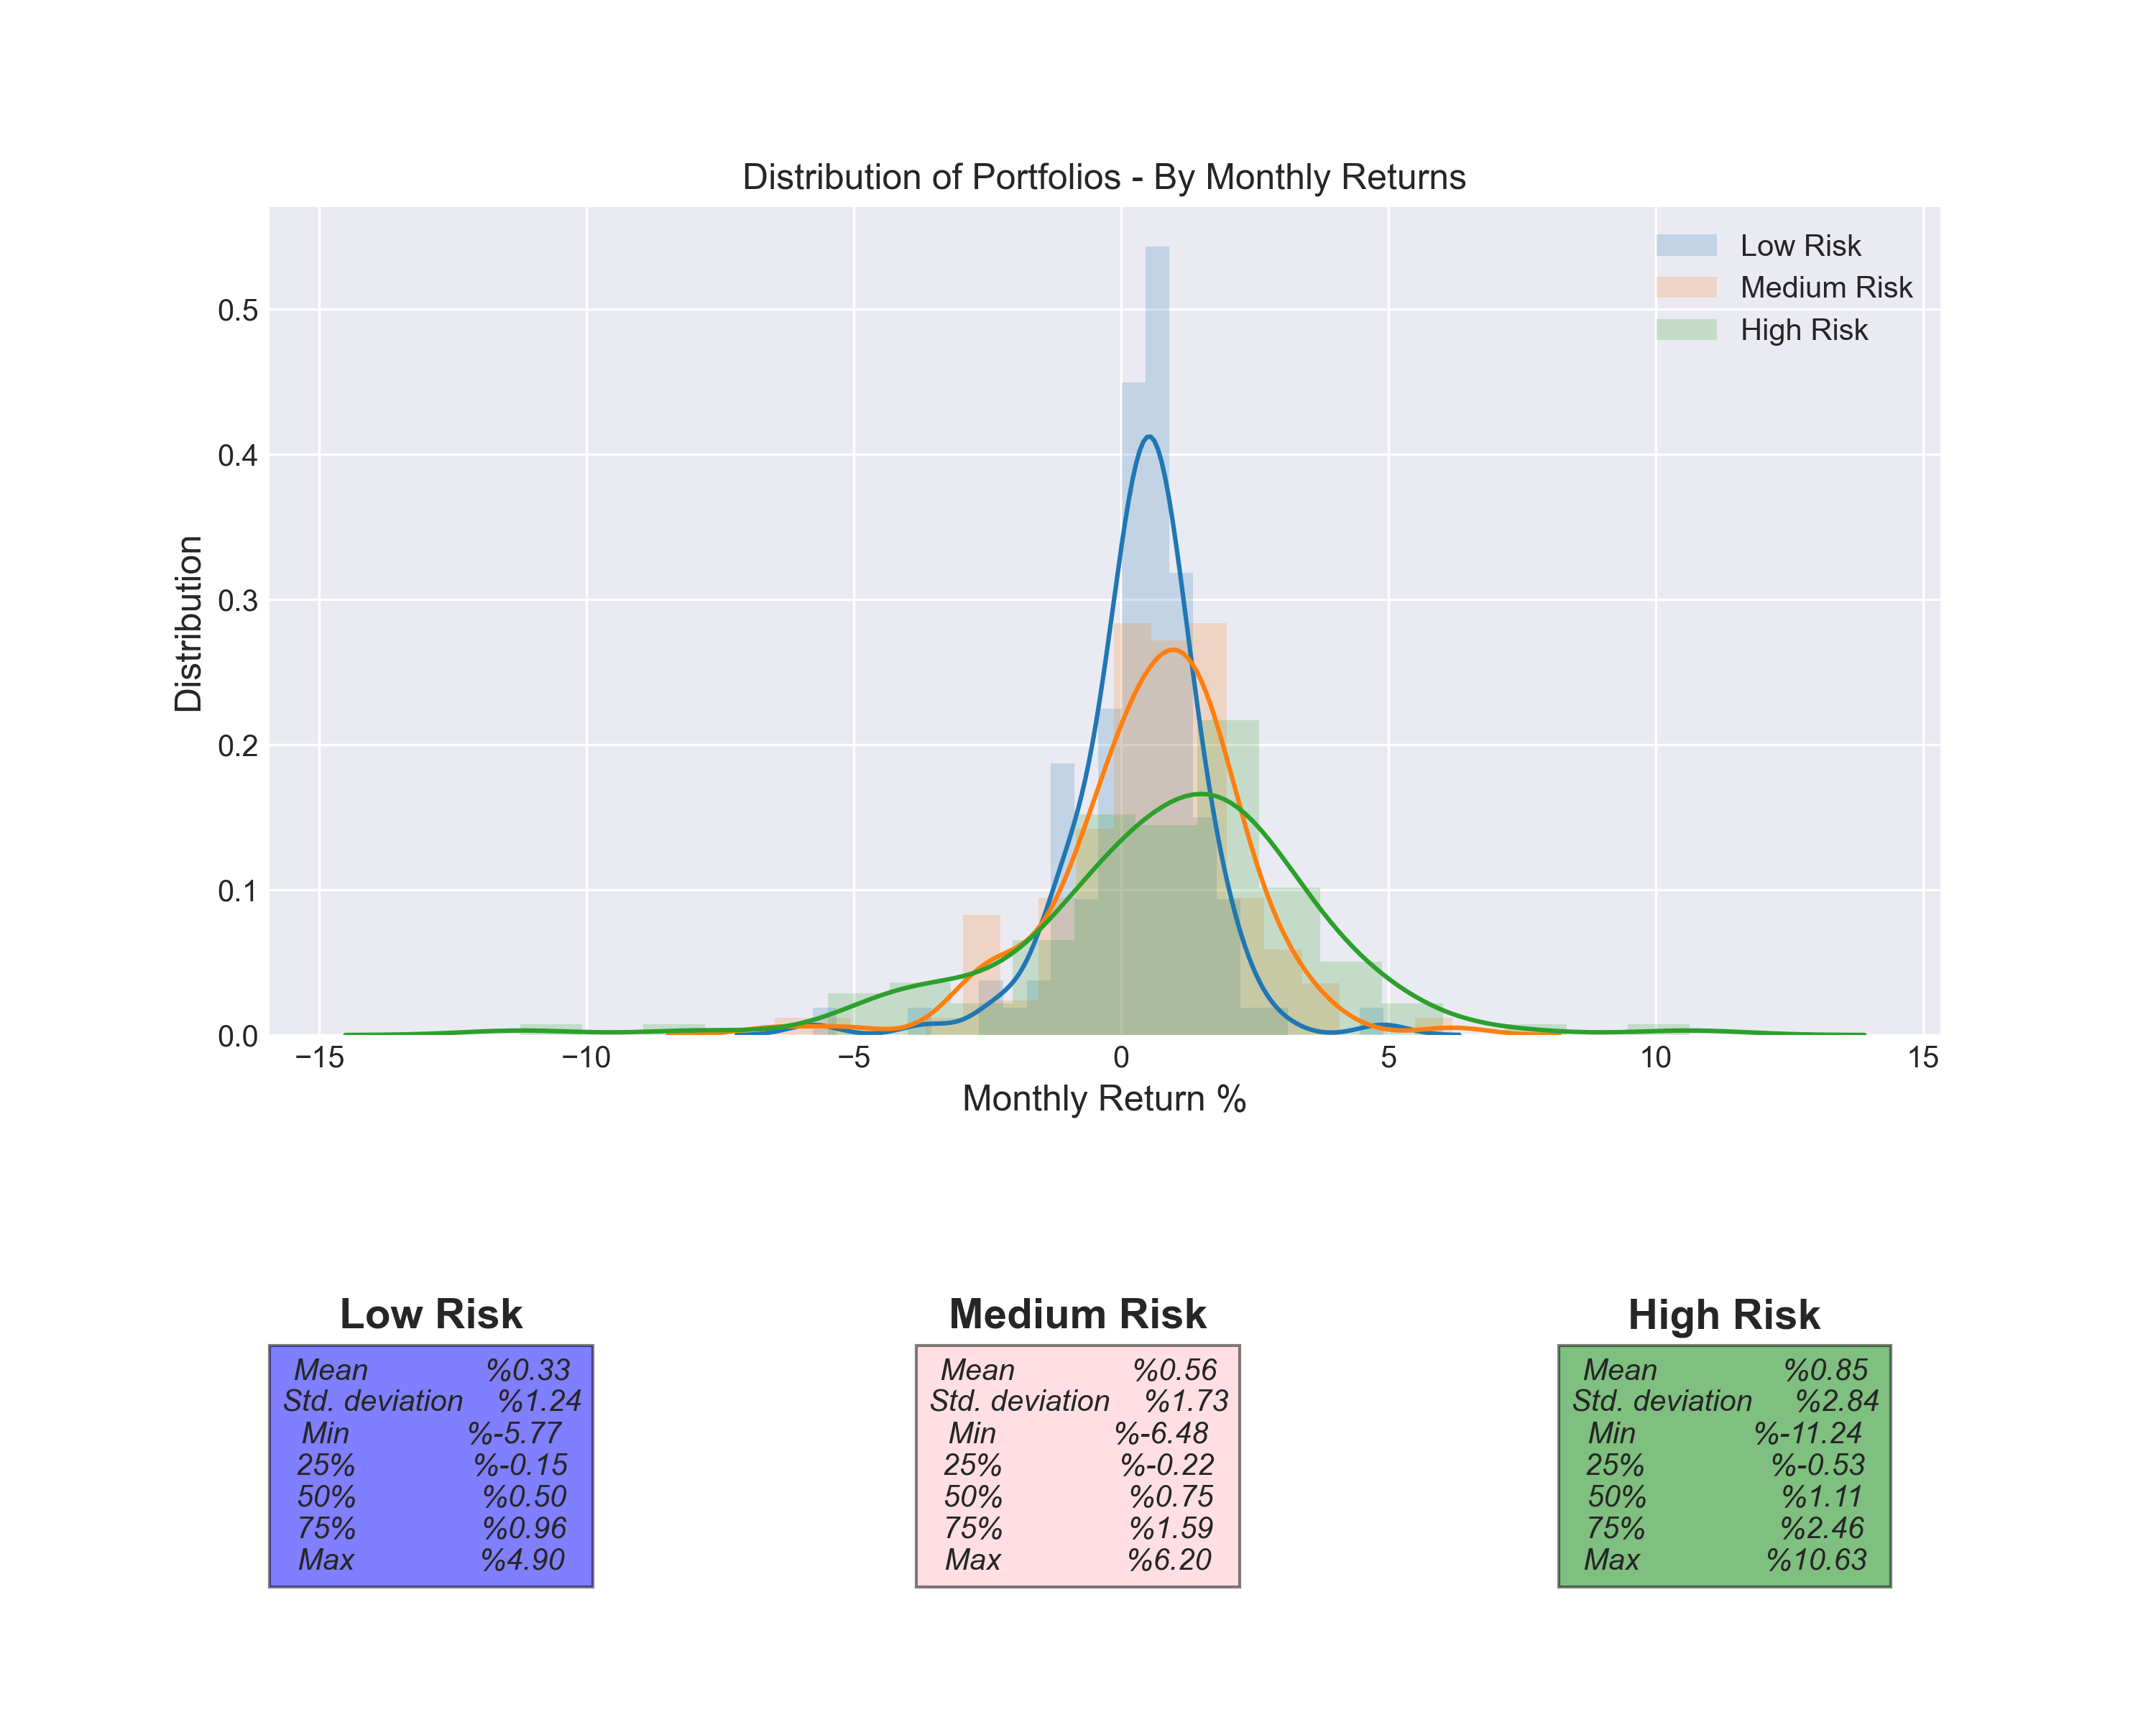 Distribution of Portfolios - By Monthly Returns
Low Risk
Medium Risk
High Risk
0.5
0.4
0.3
0.2
0.1
0.0
Distribution
−15 −10 −5 0 5 10 15
Monthly Return %
Low Risk
Mean %0.33
Std. deviation %1.24
Min %-5.77
25% %-0.15
50% %0.50
75% %0.96
Max %4.90
Medium Risk
Mean %0.56
Std. deviation %1.73
Min %-6.48
25% %-0.22
50% %0.75
75% %1.59
Max %6.20
High Risk
Mean %0.85
Std. deviation %2.84
Min %-11.24
25% %-0.53
50% %1.11
75% %2.46
Max %10.63